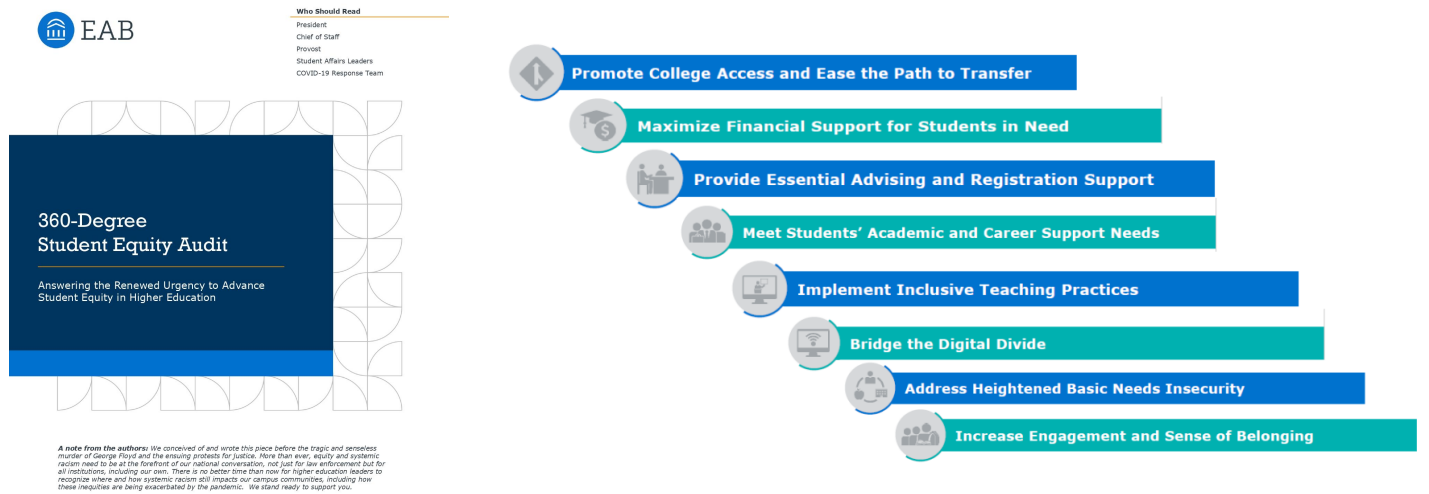 EAB
Who Should Read
President
Chief of Staff
Provost
Student Affairs Leaders
COVID-19 Response Team
360-Degree
Student Equity Audit
Answering the Renewed Urgency to Advance
Student Equity in Higher Education
A note from the authors: We conceived of and wrote this piece before the tragic and senseless
murder of George Floyd and the ensuing protests for justice. More than ever, equity and systemic
racism need to be at the forefront of our national conversation, not just for law enforcement but for
all institutions, including our own. There is no better time than now for higher education leaders to
recognize where and how systemic racism still impacts our campus communities, including how
these inequities are being exacerbated by the pandemic. We stand ready to support you.
Promote College Access and Ease the Path to Transfer
Maximize Financial Support for Students in Need
Provide Essential Advising and Registration Support
Meet Students’ Academic and Career Support Needs
Implement Inclusive Teaching Practices
Bridge the Digital Divide
Address Heightened Basic Needs Insecurity
Increase Engagement and Sense of Belonging